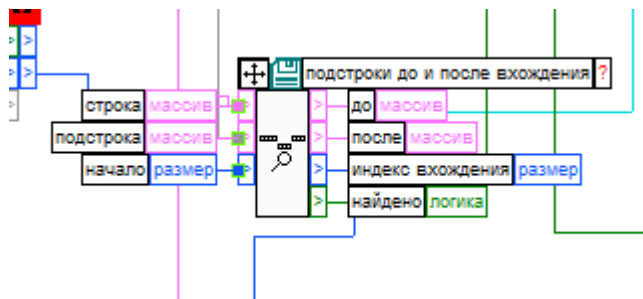 подстроки до и после вхождения ?
строка массив > > до массив
подстрока массив > > после массив
начало размер > > индекс вхождения размер
> найдено логика